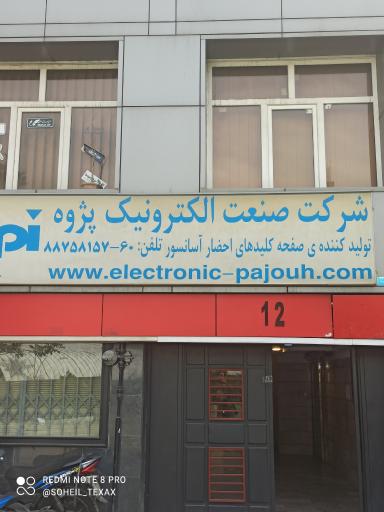 شرکت صنعت الکترونیک پژوه
تولید کننده ی صفحه کلیدهای احضار آسانسور تلفن: ۶۰-۸۸۷۵۸۱۵۷
pi
www.electronic-pajouh.com
12
REDMI NOTE 8 PRO
@SOHEIL_TEXAX